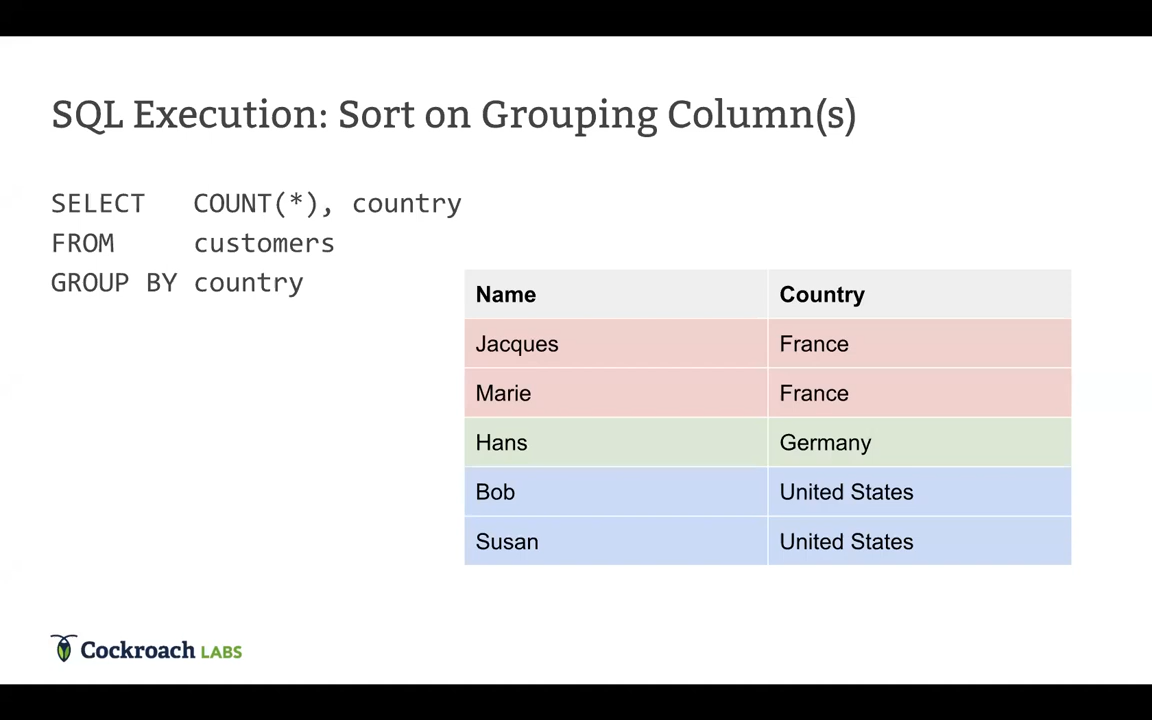 SQL Execution: Sort on Grouping Column(s)
SELECT COUNT(*), country
FROM customers
GROUP BY country
Name Country
Jacques France
Marie France
Hans Germany
Bob United States
Susan United States
Cockroach LABS